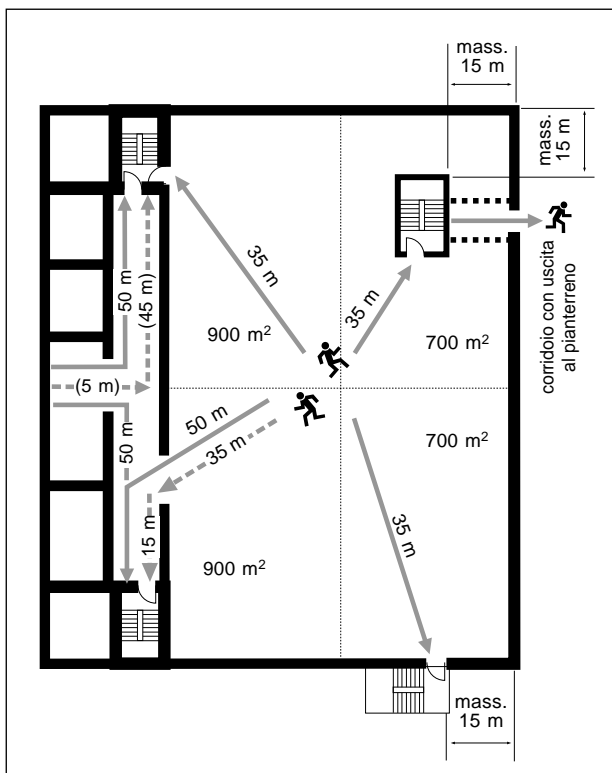 mass.
15 m
mass.
15 m
corridoio con uscita
al pianterreno
35 m
35 m
50 m
(45 m)
900 m²
700 m²
(5 m)
50 m
50 m
35 m
700 m²
35 m
15 m
900 m²
mass.
15 m